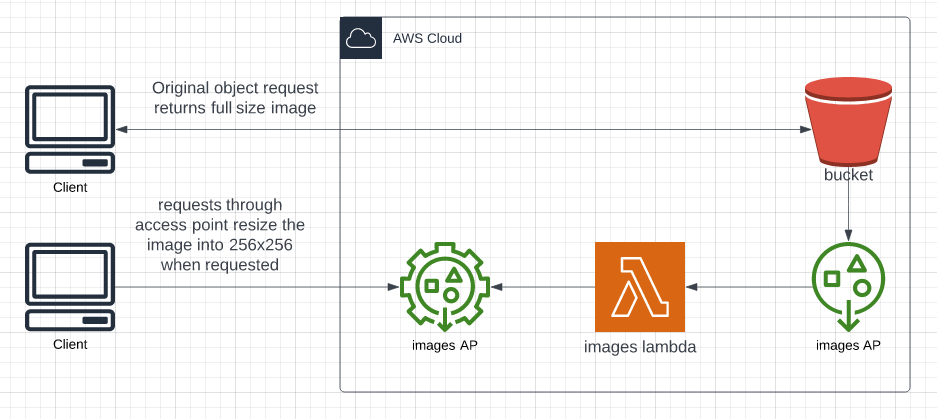 AWS Cloud
Original object request
returns full size image
Client
bucket
requests through
access point resize the
image into 256x256
when requested
Client
images AP
images lambda
images AP